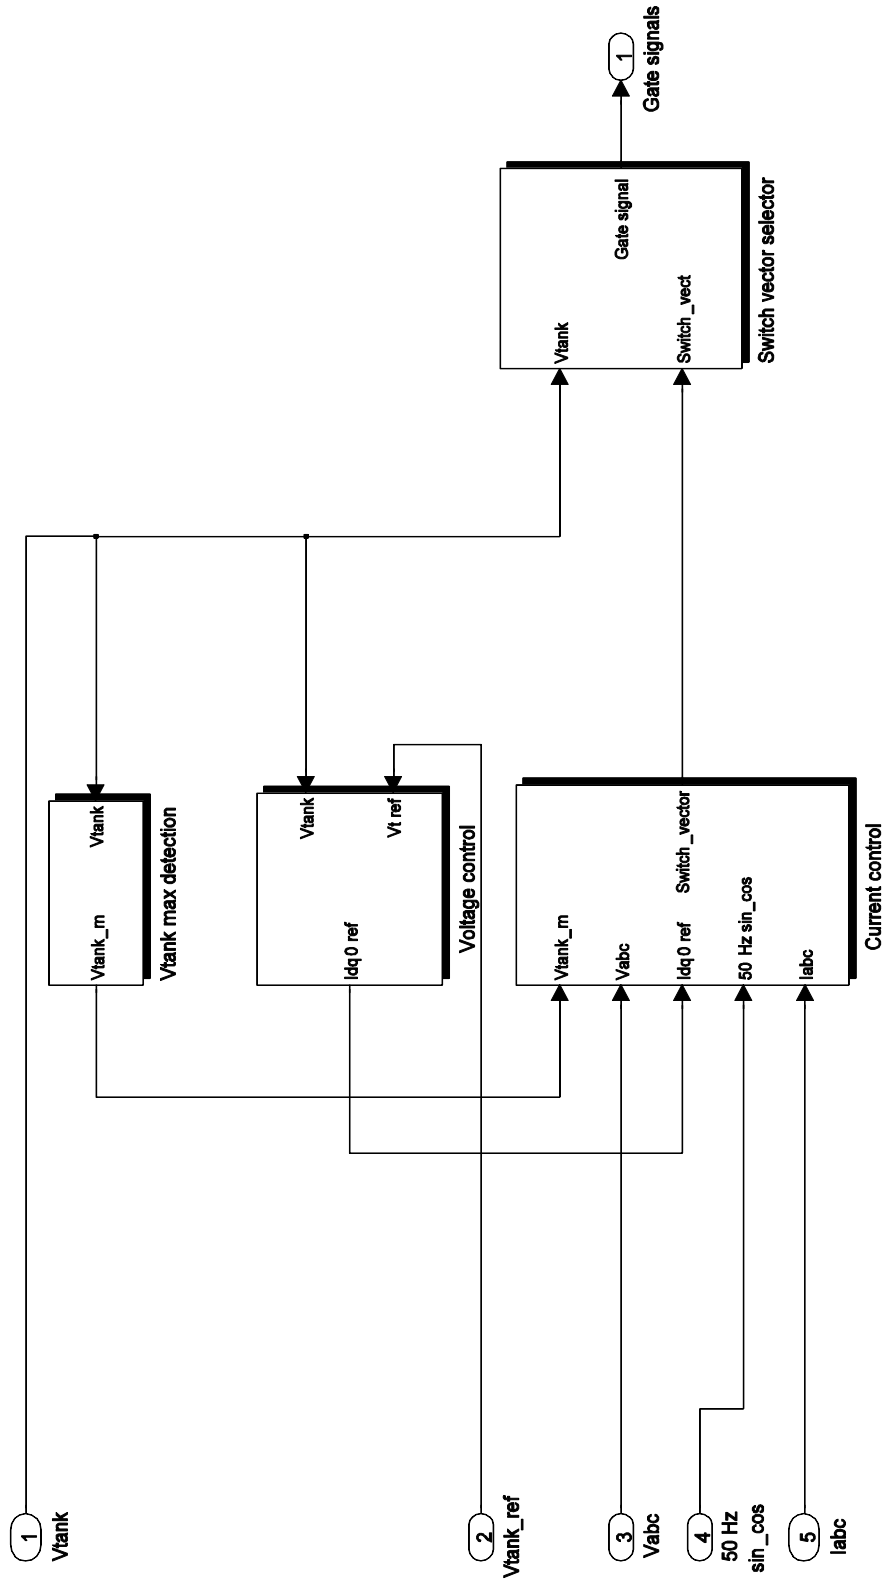 1
Vtank
2
Vtank_ref
3
Vabc
4
50 Hz
sin_cos
5
Iabc
Vtank_m
Vtank
Vtank max detection
Idq0 ref
Vtank
Vt ref
Voltage control
Vtank_m
Vabc
Idq0 ref
50 Hz sin_cos
Iabc
Switch_vector
Current control
Vtank
Switch_vect
Gate signal
Switch vector selector
1
Gate signals